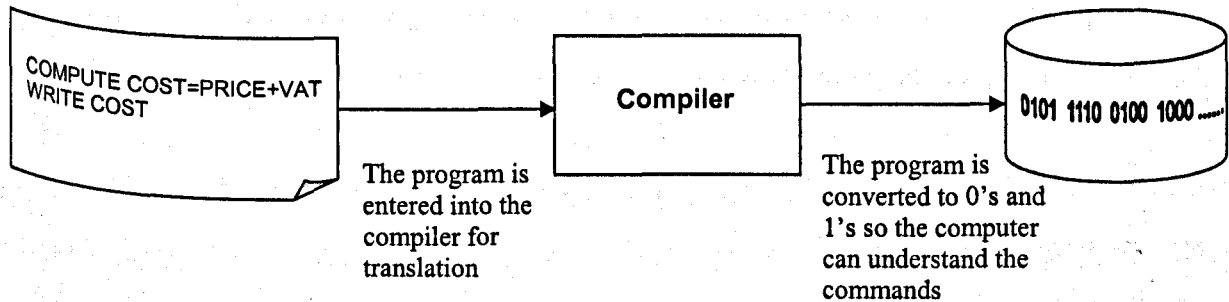 COMPUTE COST=PRICE+VAT
WRITE COST
The program is
entered into the
compiler for
translation
Compiler
The program is
converted to 0's and
1's so the computer
can understand the
commands
0101 1110 0100 1000......